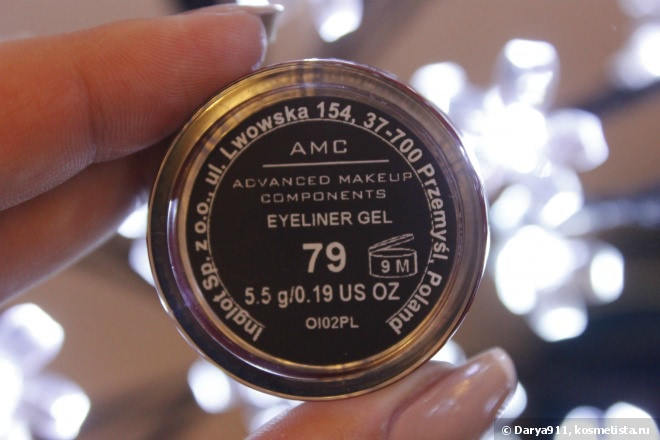 Inglot Sp. z o.o., ul. Lwowska 154, 37-700 Przemyśl, Poland
AMC
ADVANCED MAKEUP
COMPONENTS
EYELINER GEL
79
9 M
5.5 g/0.19 US OZ
OI02PL
© Darya911, kosmetista.ru